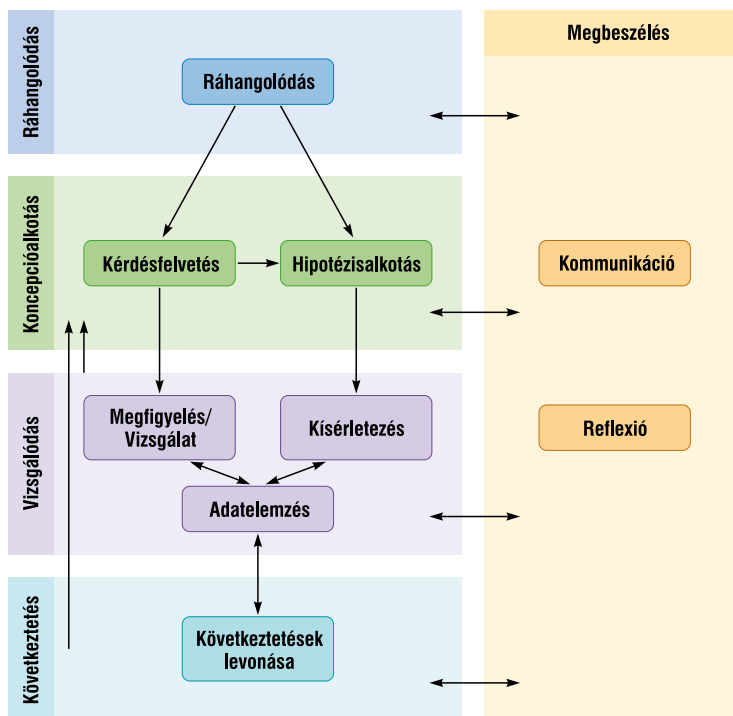 Megbeszélés
Ráhangolódás
Ráhangolódás
Koncepcióalkotás
Kérdésfelvetés
Hipotézisalkotás
Kommunikáció
Vizsgálódás
Megfigyelés/
Vizsgálat
Kísérletezés
Reflexió
Adatelemzés
Következtetés
Következtetések
levonása